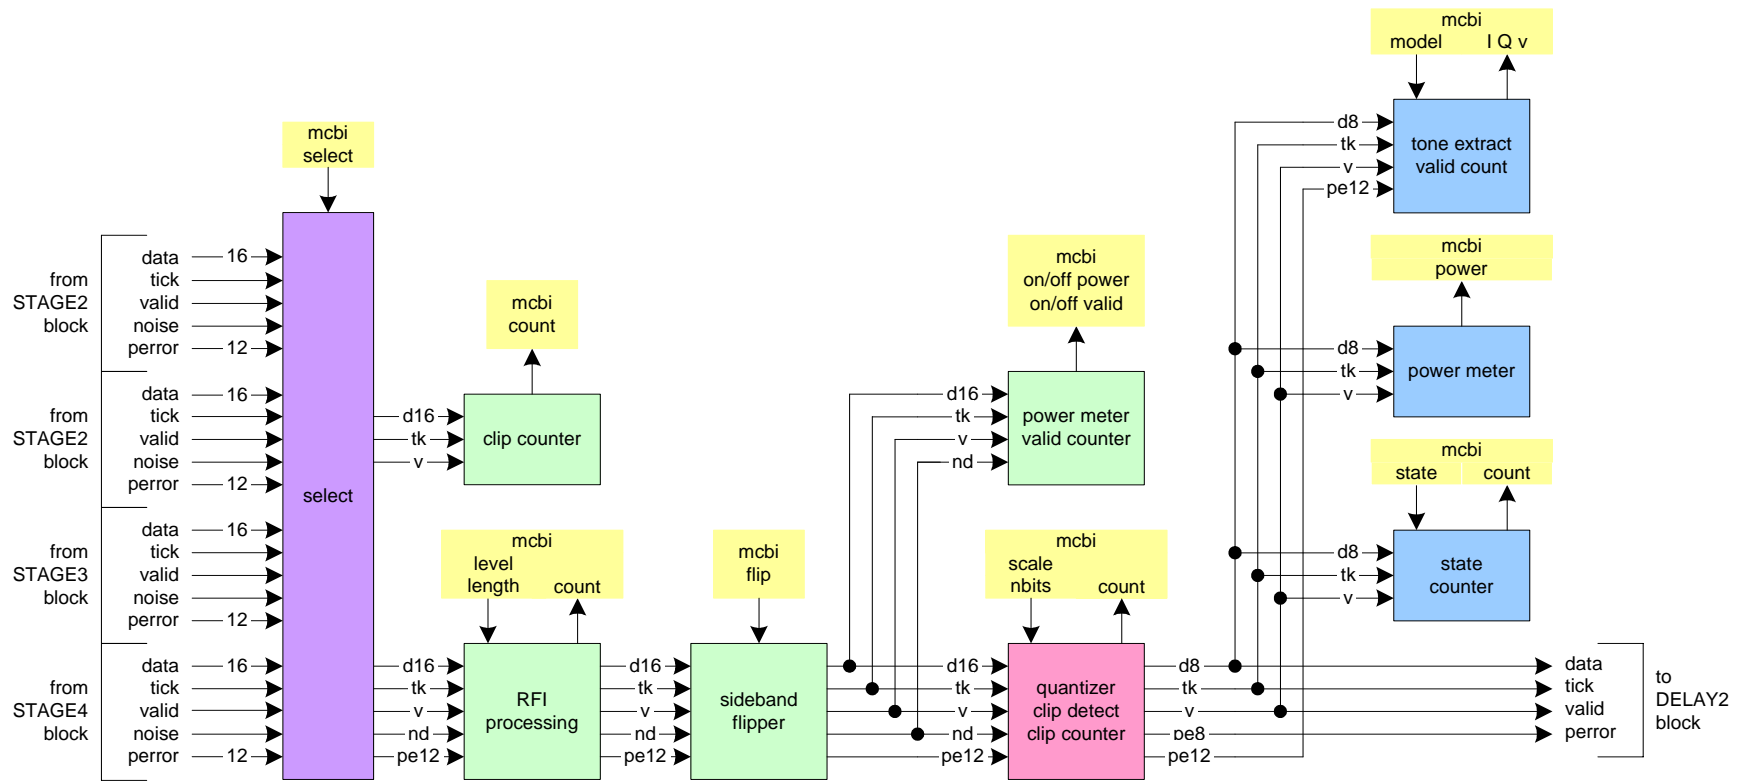 mcbi
model I Q v
d8
tk
v
pe12
tone extract
valid count
mcbi
select
from
STAGE2
block
data 16
tick
valid
noise
perror 12
from
STAGE2
block
data 16
tick
valid
noise
perror 12
from
STAGE3
block
data 16
tick
valid
noise
perror 12
from
STAGE4
block
data 16
tick
valid
noise
perror 12
select
mcbi
count
d16
tk
v
clip counter
mcbi
level
length count
d16
tk
v
nd
pe12
RFI
processing
d16
tk
v
nd
pe12
mcbi
flip
sideband
flipper
mcbi
on/off power
on/off valid
d16
tk
v
nd
power meter
valid counter
mcbi
scale
nbits count
d16
tk
v
nd
pe12
quantizer
clip detect
clip counter
d8
tk
v
pe8
pe12
mcbi
power
d8
tk
v
power meter
mcbi
state count
d8
tk
v
state
counter
data
tick
valid
perror
to
DELAY2
block